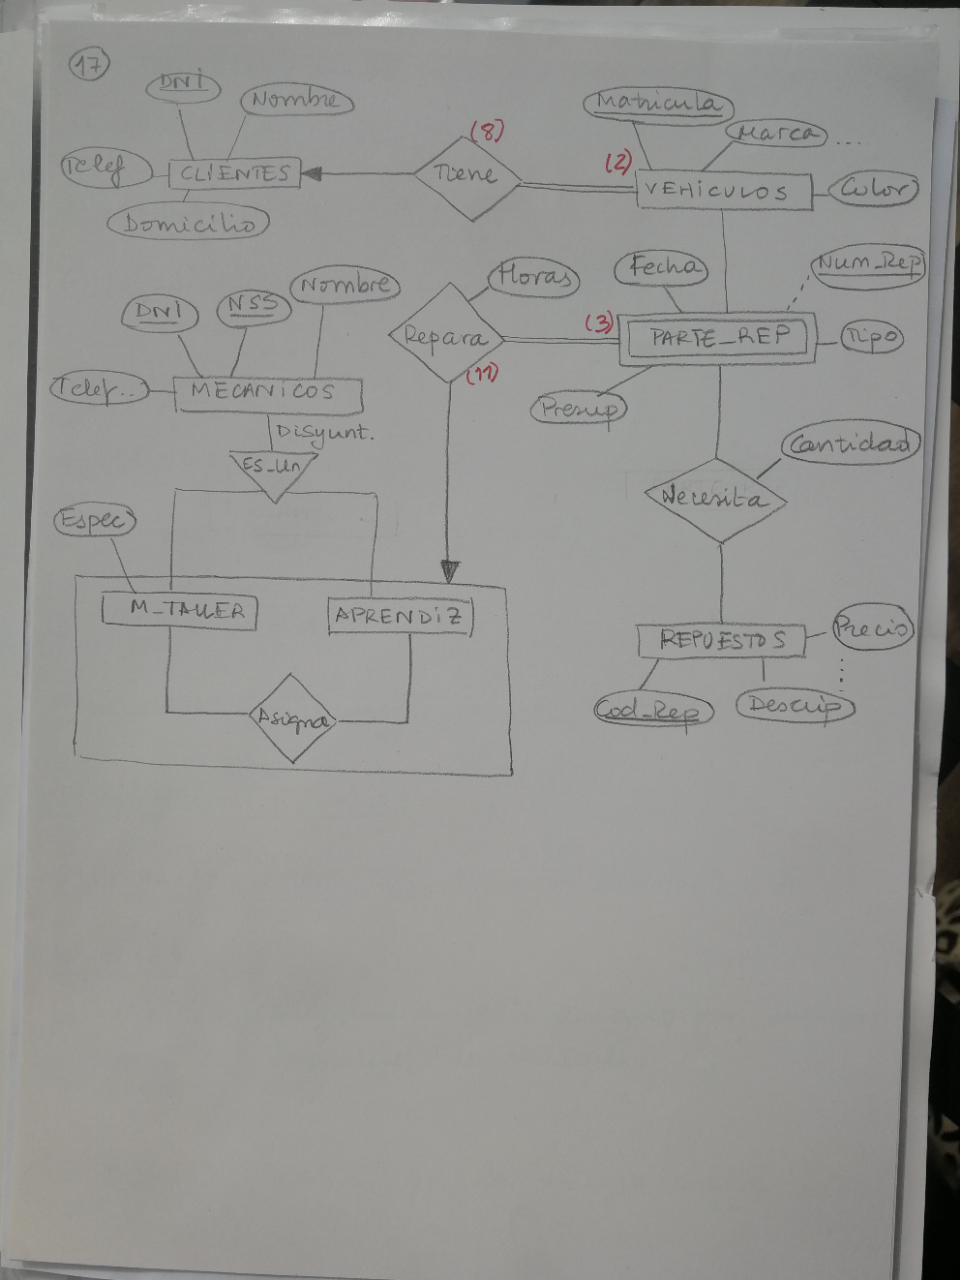 17
DNI
Nombre
Telef
CLIENTES
Domicilio
(8)
Tiene
Matricula
Marca ....
(2)
VEHICULOS
Color
DNI
NSS
Nombre
Telef...
MECANICOS
Disyunt.
Es_Un
Horas
Repara
(11)
Fecha
Num_Rep
(3)
PARTE_REP
Tipo
Presup
Cantidad
Necesita
Espec
M_TALLER
APRENDIZ
Asigna
REPUESTOS
Precio
Cod_Rep
Descrip